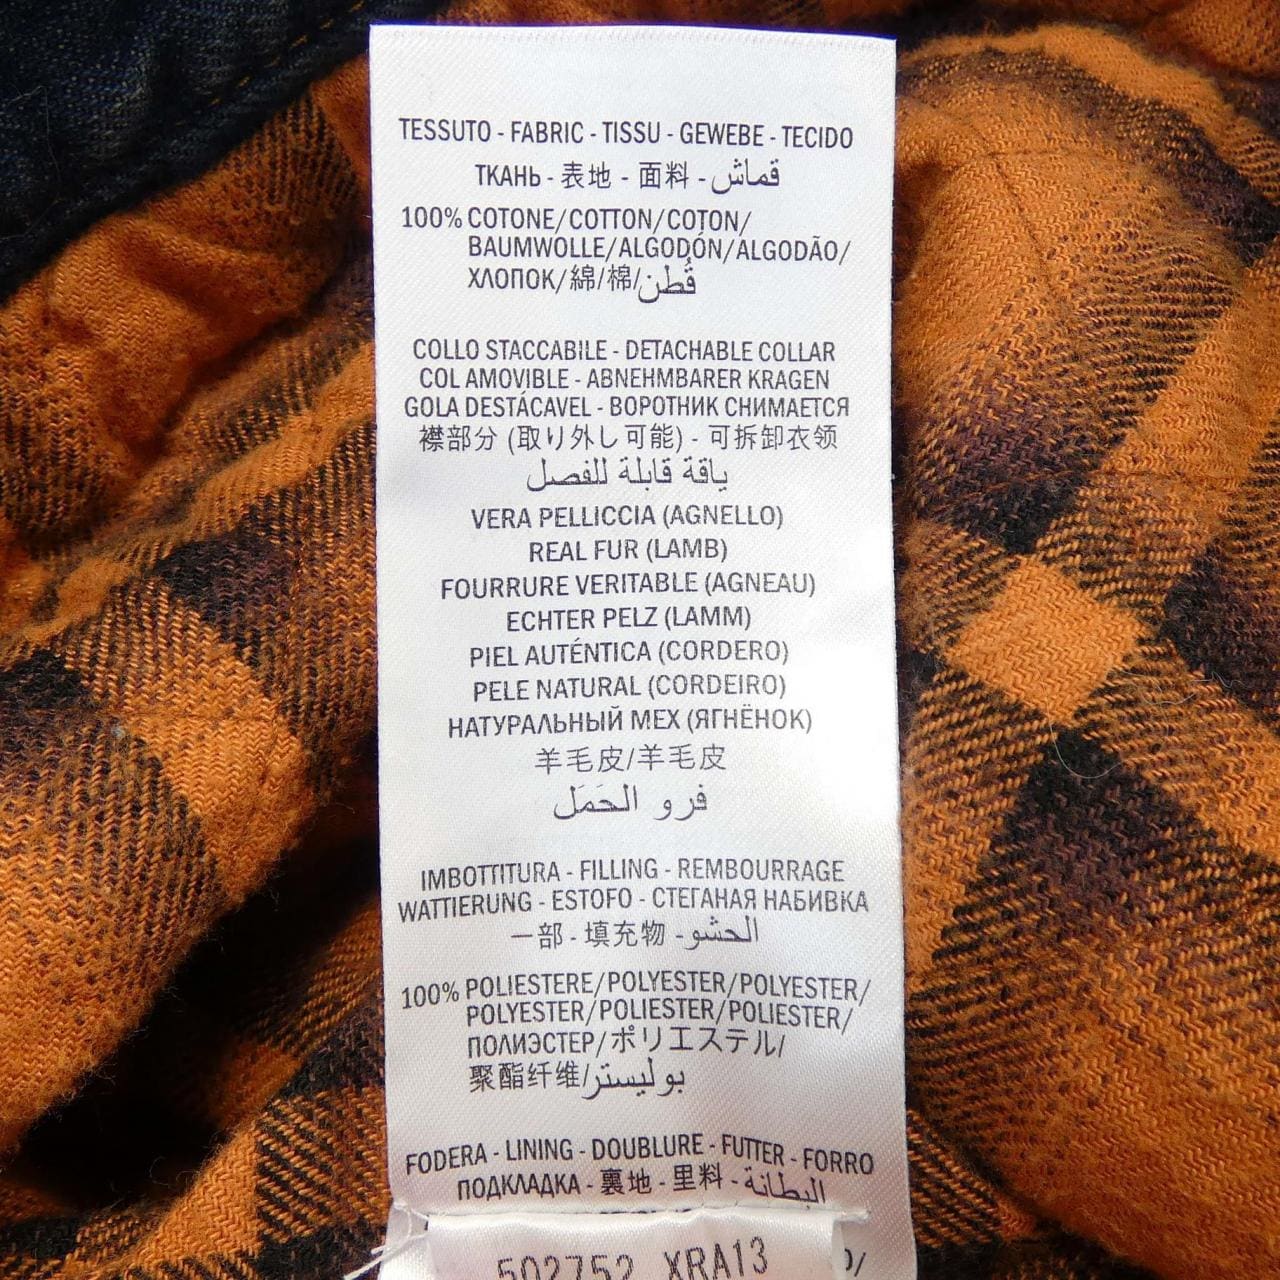 TESSUTO - FABRIC - TISSU - GEWEBE - TECIDO
ТКАНЬ - 表地 - 面料 - قماش
100% COTONE/COTTON/COTON/
BAUMWOLLE/ALGODÓN/ALGODÃO/
ХЛОПОК/綿/棉/قُطن
COLLO STACCABILE - DETACHABLE COLLAR
COL AMOVIBLE - ABNEHMBARER KRAGEN
GOLA DESTÁCAVEL - ВОРОТНИК СНИМАЕТСЯ
襟部分 (取り外し可能) - 可拆卸衣领
ياقة قابلة للفصل
VERA PELLICCIA (AGNELLO)
REAL FUR (LAMB)
FOURRURE VERITABLE (AGNEAU)
ECHTER PELZ (LAMM)
PIEL AUTÉNTICA (CORDERO)
PELE NATURAL (CORDEIRO)
НАТУРАЛЬНЫЙ МЕХ (ЯГНЁНОК)
羊毛皮/羊毛皮
فرو الحَمَل
IMBOTTITURA - FILLING - REMBOURRAGE
WATTIERUNG - ESTOFO - СТЕГАНАЯ НАБИВКА
一部 - 填充物 - الحشو
100% POLIESTERE/POLYESTER/POLYESTER/
POLYESTER/POLIESTER/POLIESTER/
ПОЛИЭСТЕР/ポリエステル/
聚酯纤维/بوليستر
FODERA - LINING - DOUBLURE - FUTTER - FORRO
ПОДКЛАДКА - 裏地 - 里料 - البطانة
502752 XRA13